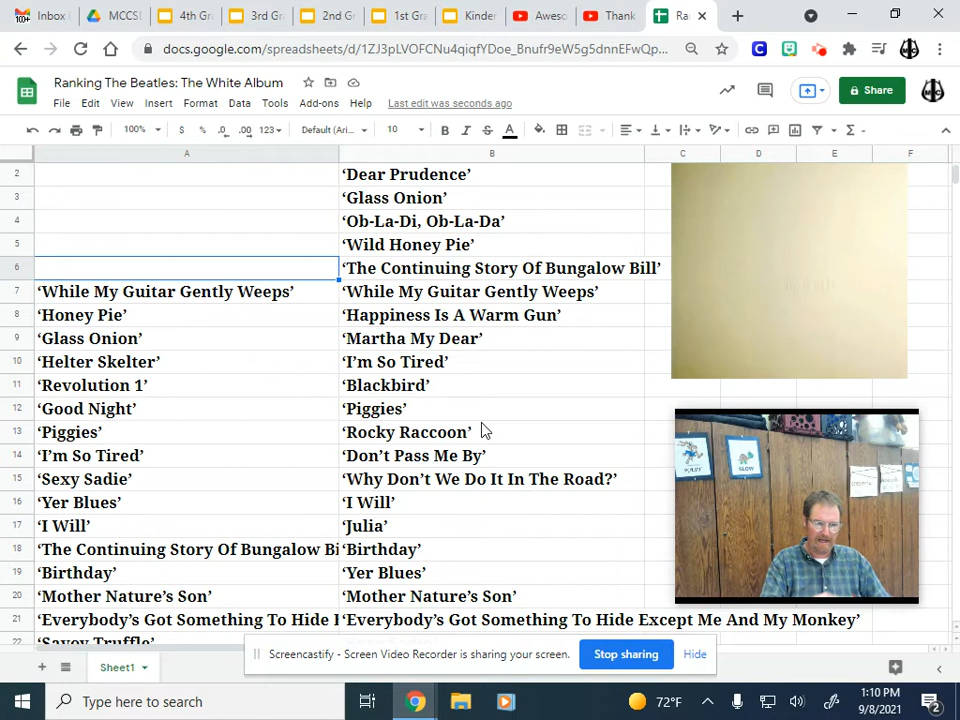 Inbox
MCCSE
4th Gr
3rd Gra
2nd G
1st Gra
Kinder
Aweso
Thank
Ra
docs.google.com/spreadsheets/d/1ZJ3pLVOFCNu4qiqfYDoe_Bnufr9eW5g5dnnEFwQp...
Ranking The Beatles: The White Album
File Edit View Insert Format Data Tools Add-ons Help Last edit was seconds ago
Share
100% $ % .0 .00 123 Default (Ari... 10 B I S A
A B C D E F
2 ‘Dear Prudence’
3 ‘Glass Onion’
4 ‘Ob-La-Di, Ob-La-Da’
5 ‘Wild Honey Pie’
6 ‘The Continuing Story Of Bungalow Bill’
7 ‘While My Guitar Gently Weeps’ ‘While My Guitar Gently Weeps’
8 ‘Honey Pie’ ‘Happiness Is A Warm Gun’
9 ‘Glass Onion’ ‘Martha My Dear’
10 ‘Helter Skelter’ ‘I’m So Tired’
11 ‘Revolution 1’ ‘Blackbird’
12 ‘Good Night’ ‘Piggies’
13 ‘Piggies’ ‘Rocky Raccoon’
14 ‘I’m So Tired’ ‘Don’t Pass Me By’
15 ‘Sexy Sadie’ ‘Why Don’t We Do It In The Road?’
16 ‘Yer Blues’ ‘I Will’
17 ‘I Will’ ‘Julia’
18 ‘The Continuing Story Of Bungalow Bi ‘Birthday’
19 ‘Birthday’ ‘Yer Blues’
20 ‘Mother Nature’s Son’ ‘Mother Nature’s Son’
21 ‘Everybody’s Got Something To Hide ‘Everybody’s Got Something To Hide Except Me And My Monkey’
22 ‘Savoy Truffle’
SLOW
Screencastify - Screen Video Recorder is sharing your screen. Stop sharing Hide
Sheet1
Type here to search
72°F
1:10 PM
9/8/2021
2